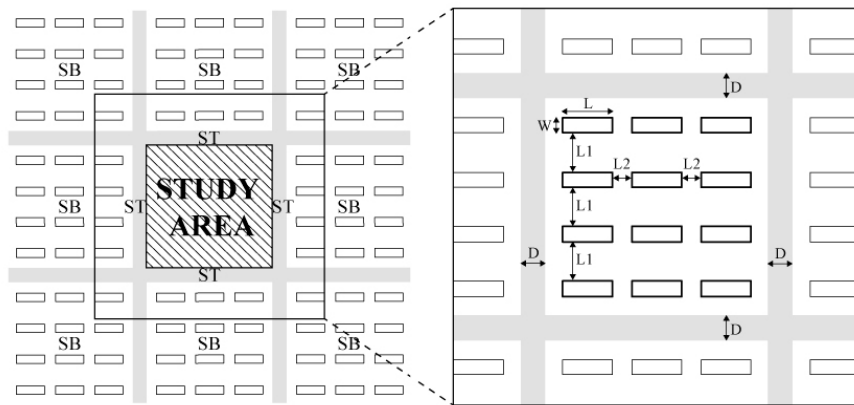 SB SB SB
ST
STUDY
SB ST ST SB
AREA
ST
SB SB SB
L
D
W
L1
L2 L2
L1
D L1 D
D